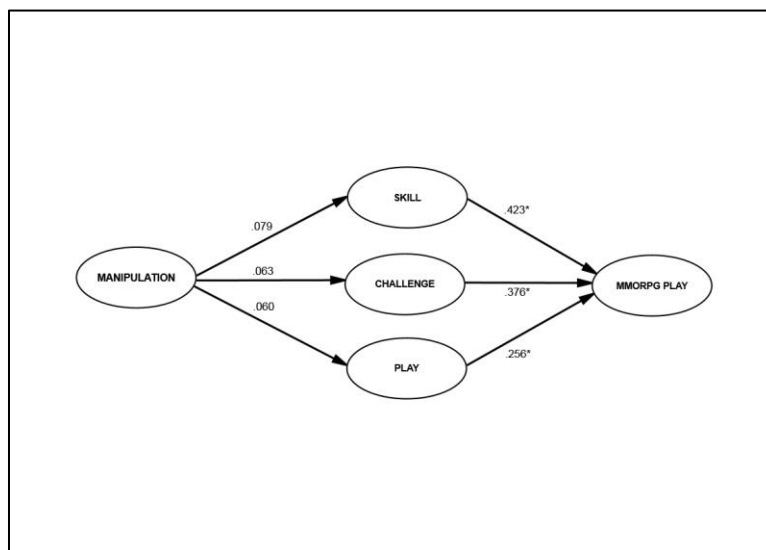 SKILL
.079
.423*
MANIPULATION
.063
CHALLENGE
.376*
MMORPG PLAY
.060
PLAY
.256*